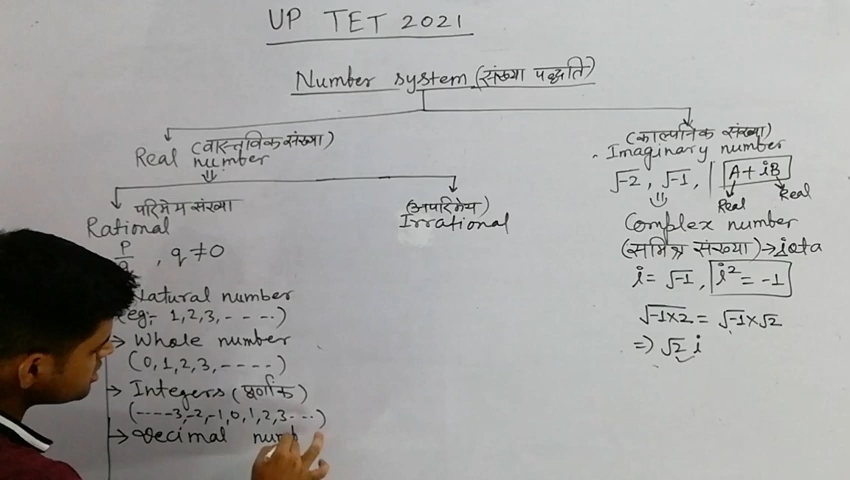 UP TET 2021
Number system (संख्या पद्धति)
(वास्तविक संख्या)
Real number
परिमेय संख्या
Rational
P
, q ≠ 0
Natural number
(eg:- 1, 2, 3, - - - -.)
→ Whole number
(0, 1, 2, 3, - - - -.)
→ Integers (पूर्णांक)
(- - - -3, -2, -1, 0, 1, 2, 3 - - -)
→ Decimal numb
(अपरिमेय)
Irrational
(काल्पनिक संख्या)
Imaginary number
√-2, √-1, | A + iB
Real Real
Complex number
(समिश्र संख्या) → iota
i = √-1, i² = -1
√-1×2 = √-1 × √2
=> √2 i